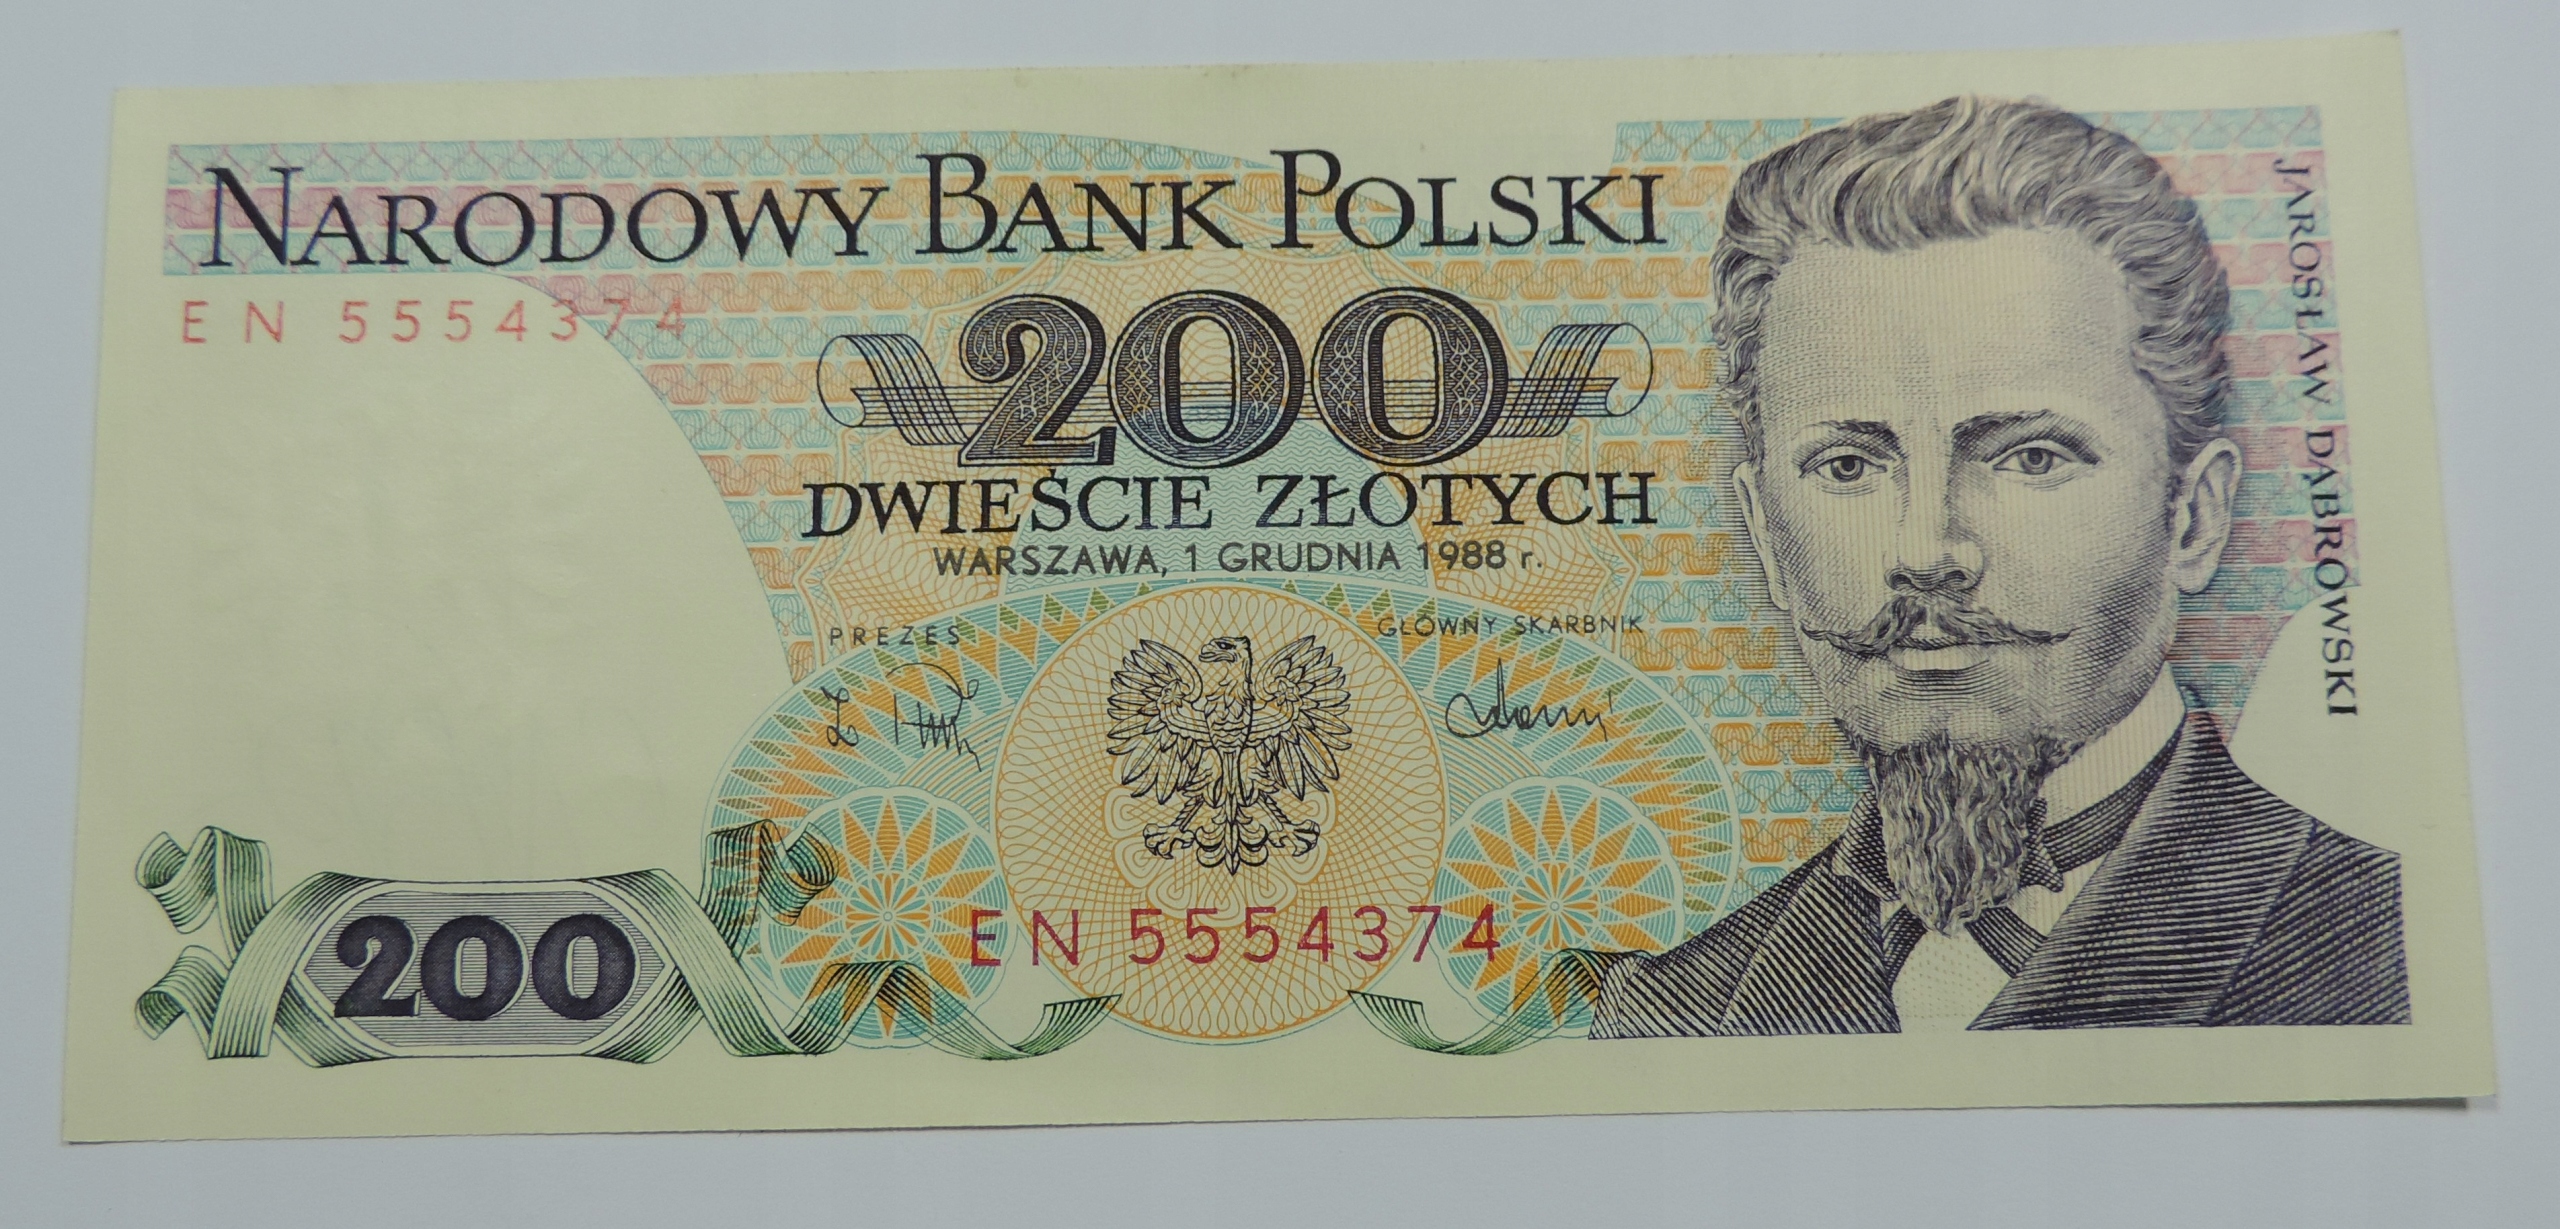 NARODOWY BANK POLSKI
EN 5554374
200
DWIEŚCIE ZŁOTYCH
WARSZAWA, 1 GRUDNIA 1988 r.
PREZES
GŁÓWNY SKARBNIK
EN 5554374
200
JAROSŁAW DĄBROWSKI